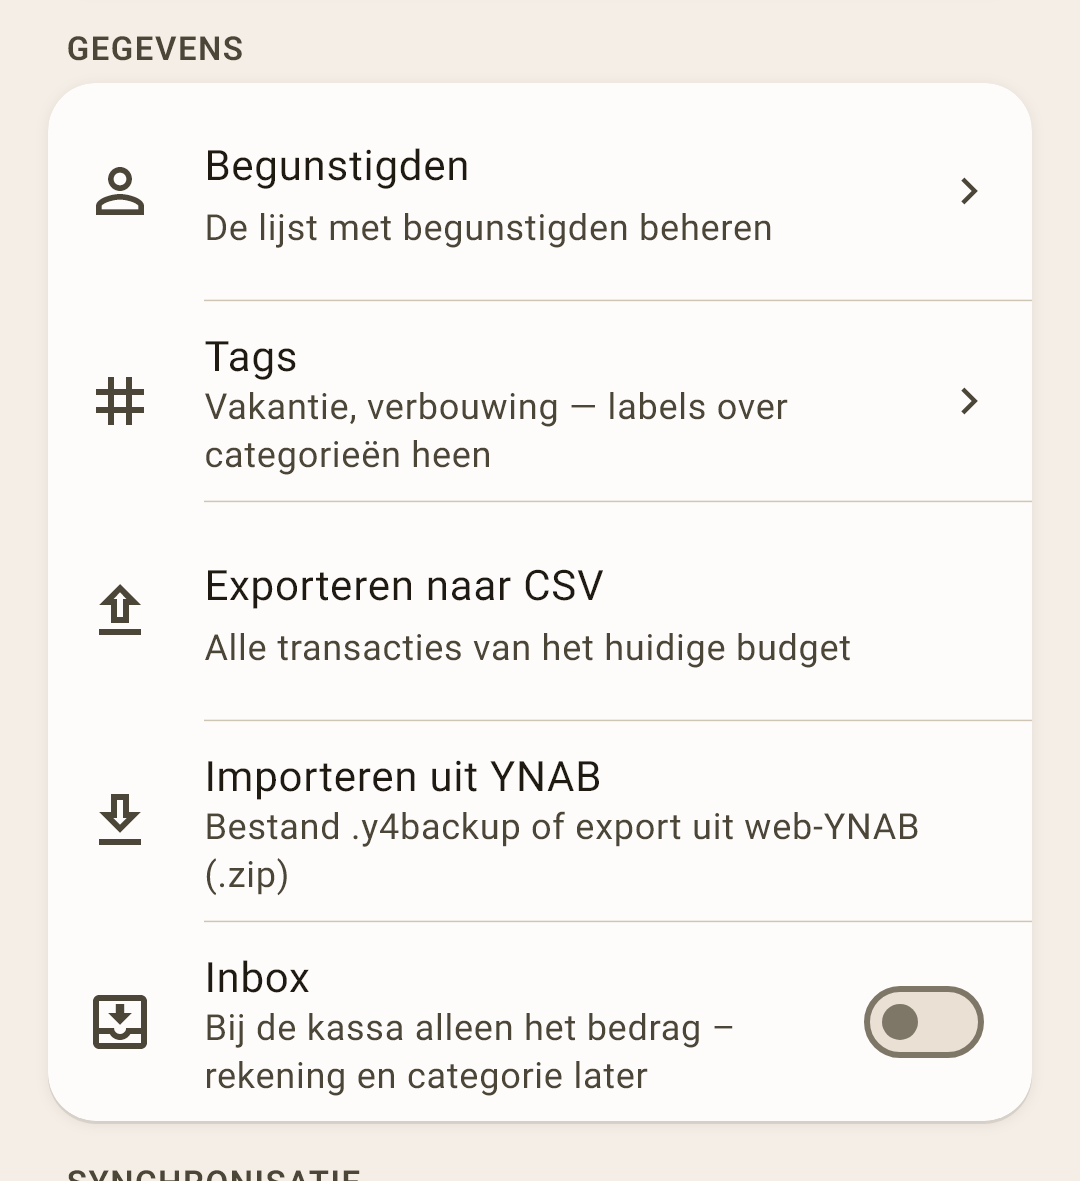 GEGEVENS
Begunstigden
De lijst met begunstigden beheren
Tags
Vakantie, verbouwing — labels over
categorieën heen
Exporteren naar CSV
Alle transacties van het huidige budget
Importeren uit YNAB
Bestand .y4backup of export uit web-YNAB
(.zip)
Inbox
Bij de kassa alleen het bedrag –
rekening en categorie later
SYNCHRONISATIE